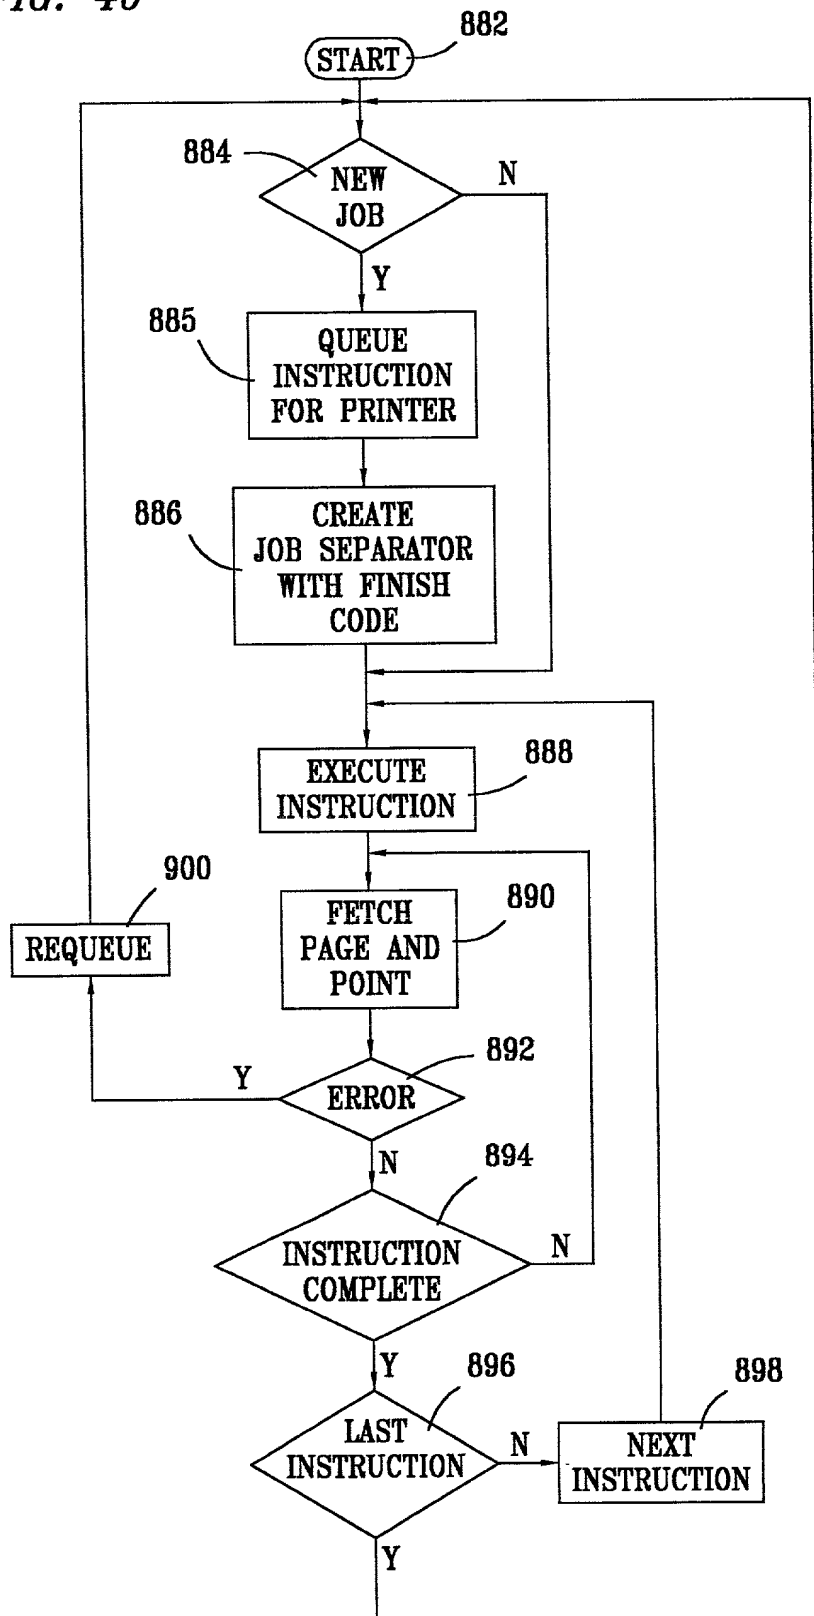 882
START
884
NEW
JOB
N
Y
885
QUEUE
INSTRUCTION
FOR PRINTER
886
CREATE
JOB SEPARATOR
WITH FINISH
CODE
888
EXECUTE
INSTRUCTION
900
REQUEUE
890
FETCH
PAGE AND
POINT
892
Y
ERROR
N
894
INSTRUCTION
COMPLETE
N
Y
896
LAST
INSTRUCTION
N
898
NEXT
INSTRUCTION
Y